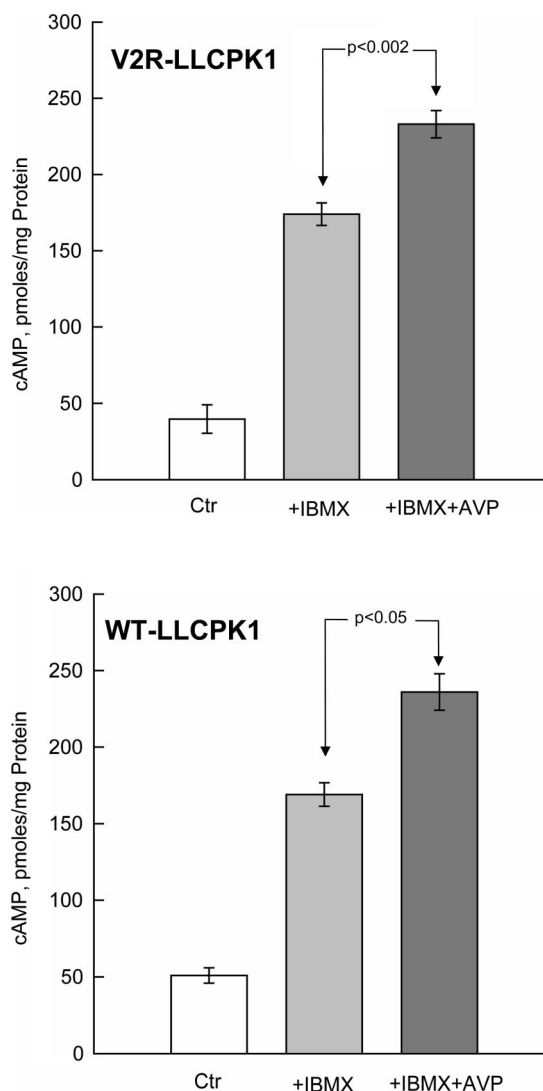 300
V2R-LLCPK1
p<0.002
250
200
150
100
50
0
cAMP, pmoles/mg Protein
Ctr
+IBMX
+IBMX+AVP
300
WT-LLCPK1
p<0.05
250
200
150
100
50
0
cAMP, pmoles/mg Protein
Ctr
+IBMX
+IBMX+AVP